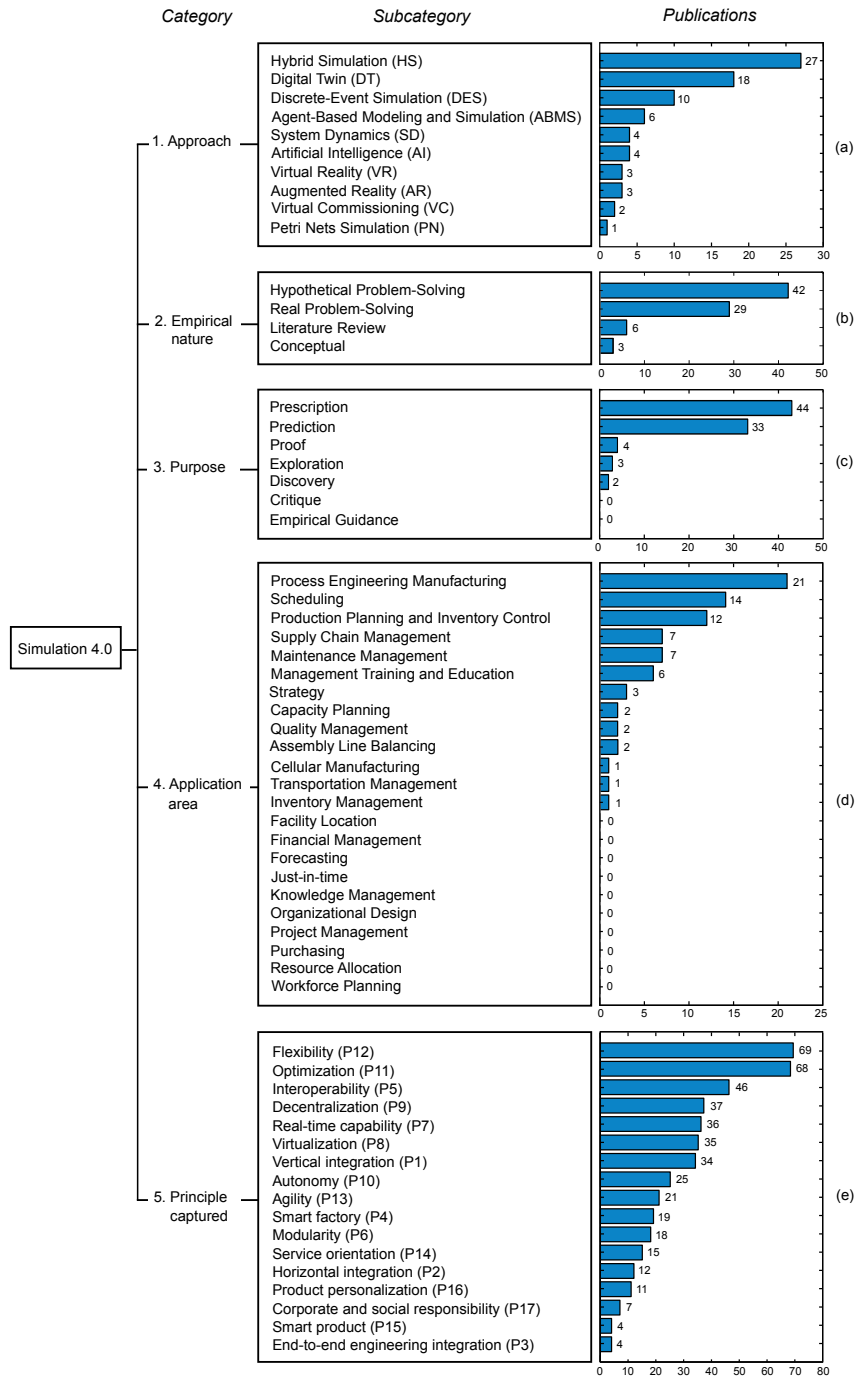 Category Subcategory Publications
Simulation 4.0
1. Approach
Hybrid Simulation (HS) 27
Digital Twin (DT) 18
Discrete-Event Simulation (DES) 10
Agent-Based Modeling and Simulation (ABMS) 6
System Dynamics (SD) 4
Artificial Intelligence (AI) 4
Virtual Reality (VR) 3
Augmented Reality (AR) 3
Virtual Commissioning (VC) 2
Petri Nets Simulation (PN) 1
0 5 10 15 20 25 30
(a)
2. Empirical
nature
Hypothetical Problem-Solving 42
Real Problem-Solving 29
Literature Review 6
Conceptual 3
0 10 20 30 40 50
(b)
3. Purpose
Prescription 44
Prediction 33
Proof 4
Exploration 3
Discovery 2
Critique 0
Empirical Guidance 0
0 10 20 30 40 50
(c)
4. Application
area
Process Engineering Manufacturing 21
Scheduling 14
Production Planning and Inventory Control 12
Supply Chain Management 7
Maintenance Management 7
Management Training and Education 6
Strategy 3
Capacity Planning 2
Quality Management 2
Assembly Line Balancing 2
Cellular Manufacturing 1
Transportation Management 1
Inventory Management 1
Facility Location 0
Financial Management 0
Forecasting 0
Just-in-time 0
Knowledge Management 0
Organizational Design 0
Project Management 0
Purchasing 0
Resource Allocation 0
Workforce Planning 0
0 5 10 15 20 25
(d)
5. Principle
captured
Flexibility (P12) 69
Optimization (P11) 68
Interoperability (P5) 46
Decentralization (P9) 37
Real-time capability (P7) 36
Virtualization (P8) 35
Vertical integration (P1) 34
Autonomy (P10) 25
Agility (P13) 21
Smart factory (P4) 19
Modularity (P6) 18
Service orientation (P14) 15
Horizontal integration (P2) 12
Product personalization (P16) 11
Corporate and social responsibility (P17) 7
Smart product (P15) 4
End-to-end engineering integration (P3) 4
0 10 20 30 40 50 60 70 80
(e)